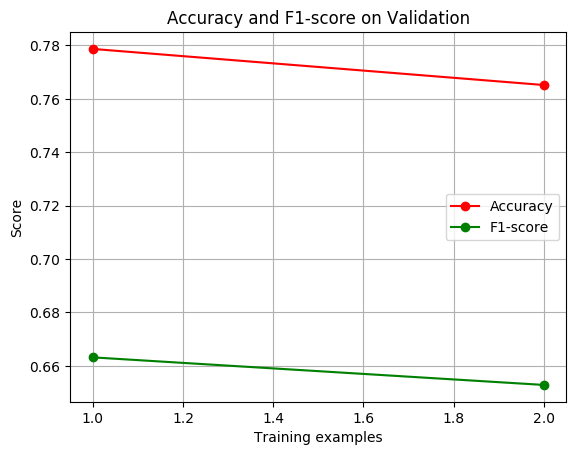 Accuracy and F1-score on Validation
0.78
0.76
0.74
0.72
0.70
0.68
0.66
Score
Accuracy
F1-score
1.0 1.2 1.4 1.6 1.8 2.0
Training examples